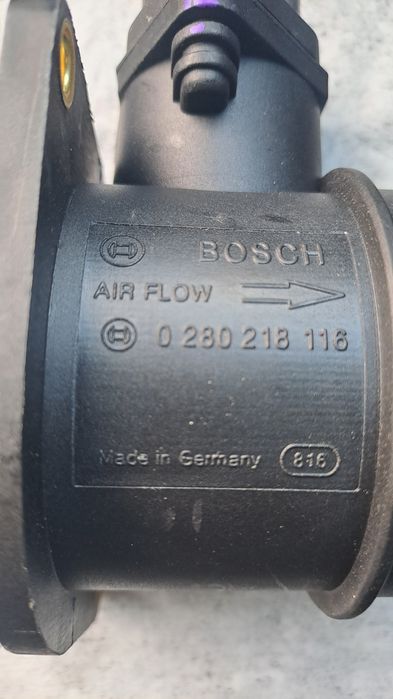 BOSCH
AIR FLOW
0 280 218 116
Made in Germany 816